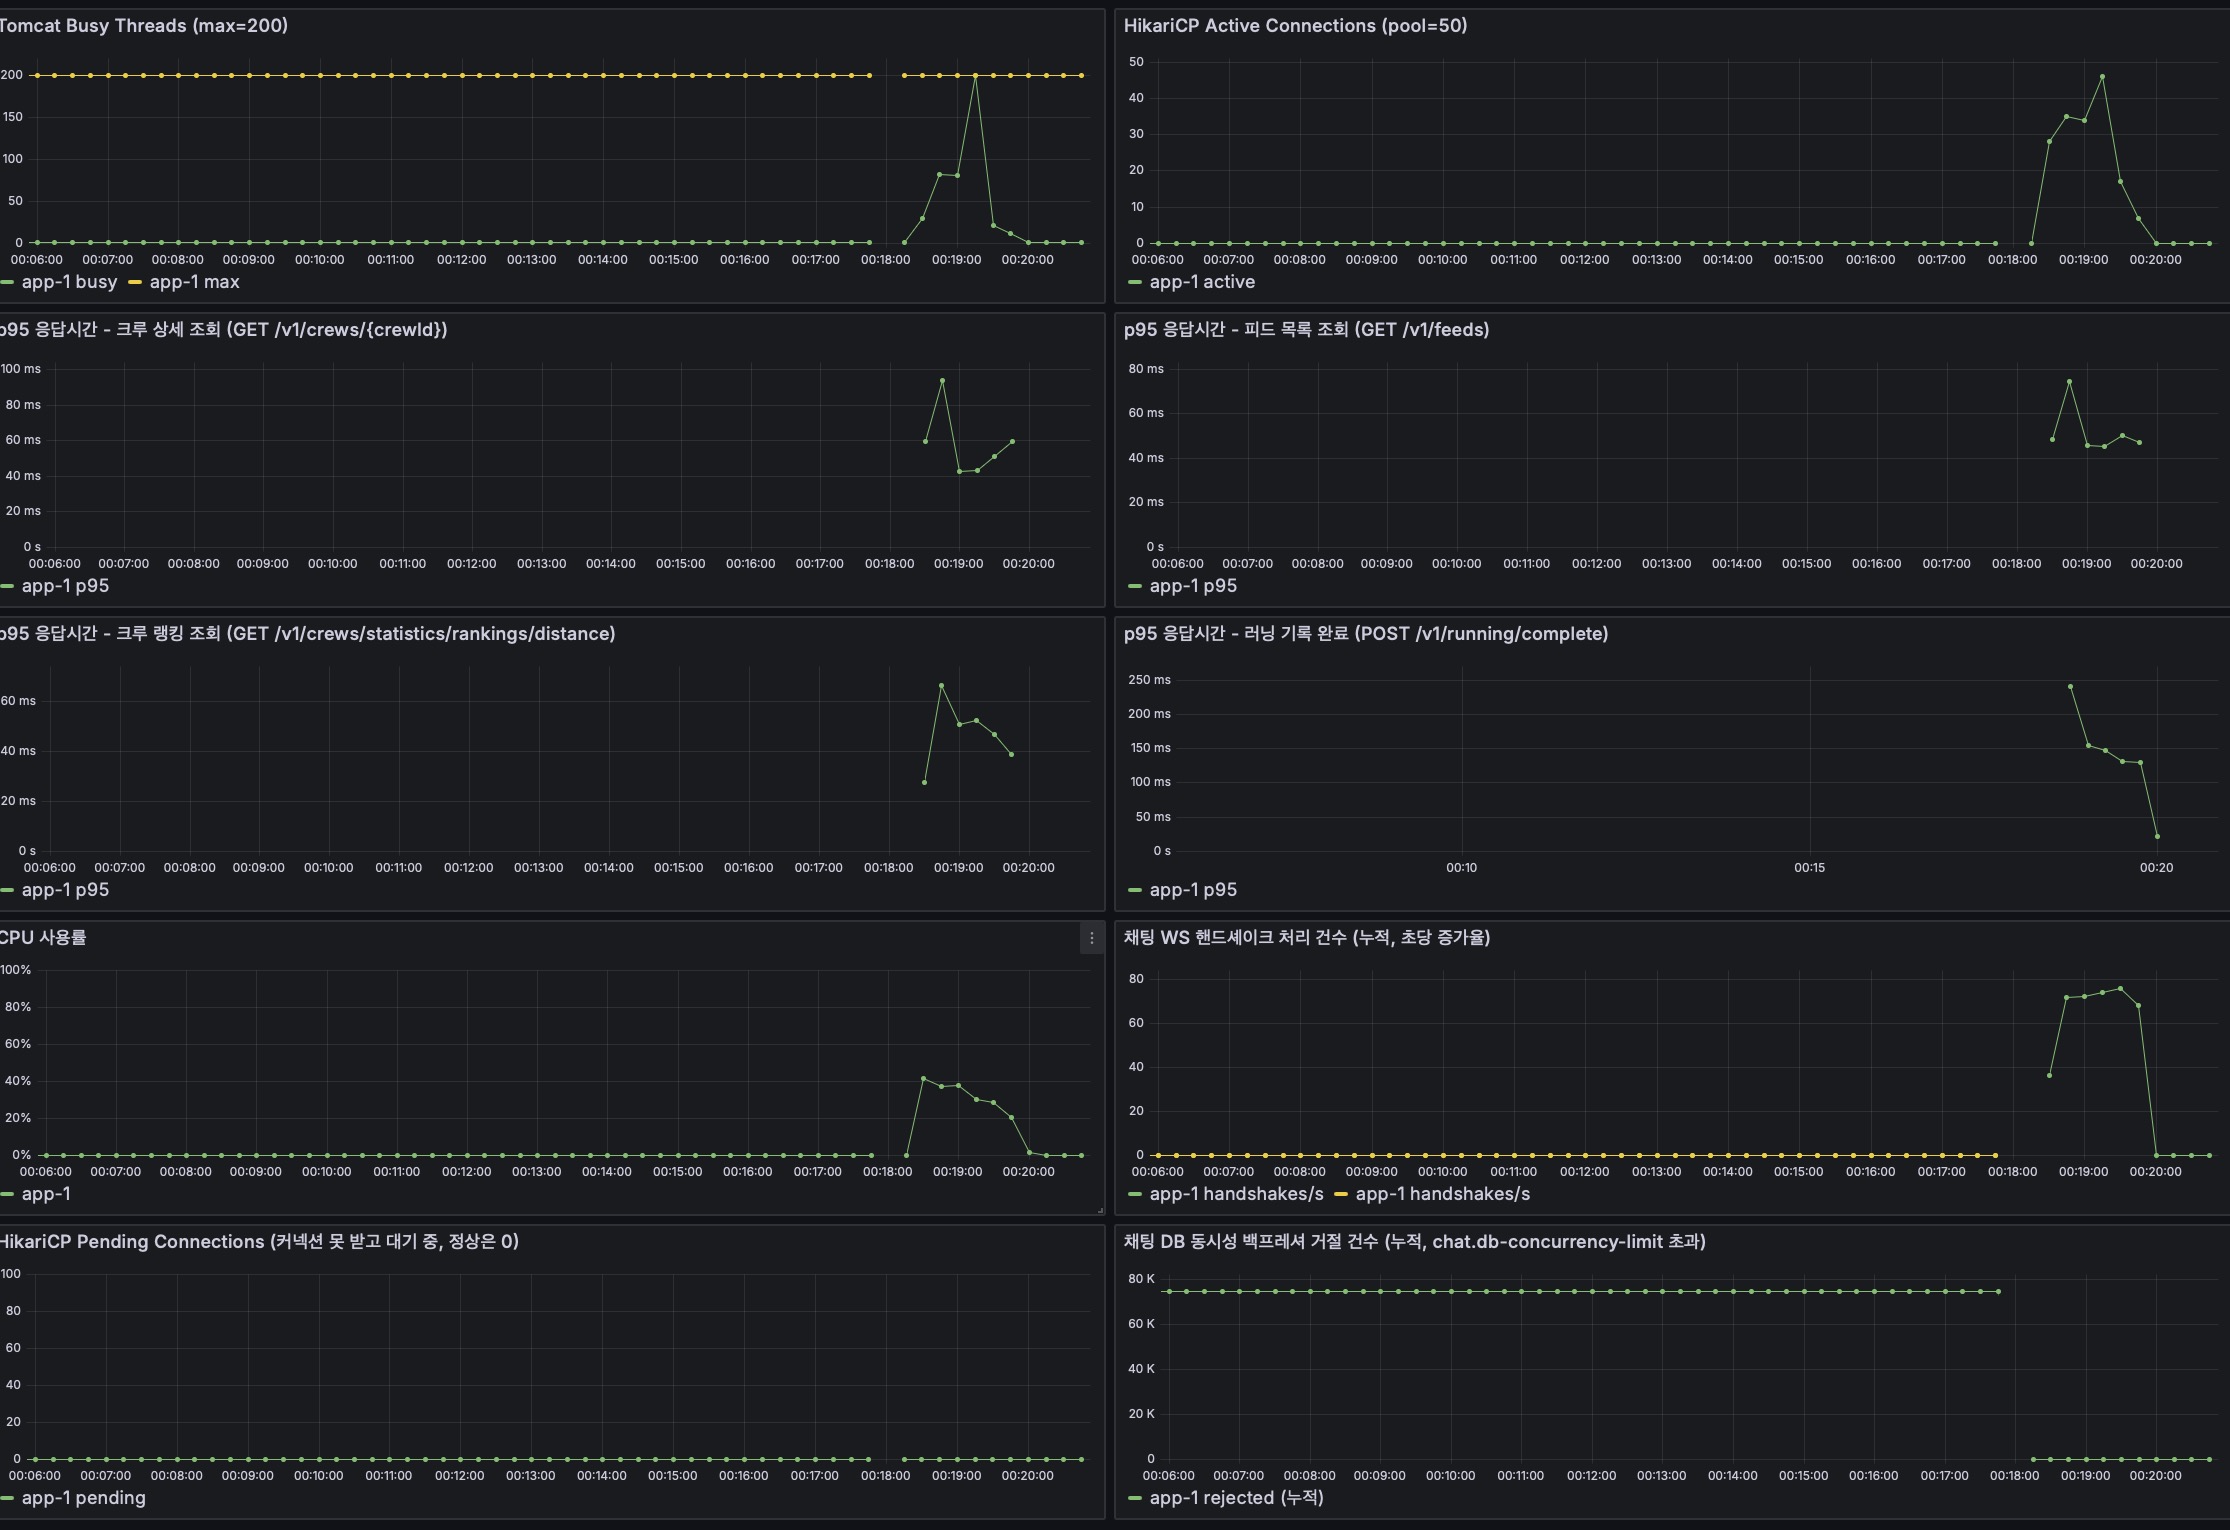 Tomcat Busy Threads (max=200)
200
150
100
50
0
00:06:00 00:07:00 00:08:00 00:09:00 00:10:00 00:11:00 00:12:00 00:13:00 00:14:00 00:15:00 00:16:00 00:17:00 00:18:00 00:19:00 00:20:00
app-1 busy app-1 max
HikariCP Active Connections (pool=50)
50
40
30
20
10
0
00:06:00 00:07:00 00:08:00 00:09:00 00:10:00 00:11:00 00:12:00 00:13:00 00:14:00 00:15:00 00:16:00 00:17:00 00:18:00 00:19:00 00:20:00
app-1 active
p95 응답시간 - 크루 상세 조회 (GET /v1/crews/{crewId})
100 ms
80 ms
60 ms
40 ms
20 ms
0 s
00:06:00 00:07:00 00:08:00 00:09:00 00:10:00 00:11:00 00:12:00 00:13:00 00:14:00 00:15:00 00:16:00 00:17:00 00:18:00 00:19:00 00:20:00
app-1 p95
p95 응답시간 - 피드 목록 조회 (GET /v1/feeds)
80 ms
60 ms
40 ms
20 ms
0 s
00:06:00 00:07:00 00:08:00 00:09:00 00:10:00 00:11:00 00:12:00 00:13:00 00:14:00 00:15:00 00:16:00 00:17:00 00:18:00 00:19:00 00:20:00
app-1 p95
p95 응답시간 - 크루 랭킹 조회 (GET /v1/crews/statistics/rankings/distance)
60 ms
40 ms
20 ms
0 s
00:06:00 00:07:00 00:08:00 00:09:00 00:10:00 00:11:00 00:12:00 00:13:00 00:14:00 00:15:00 00:16:00 00:17:00 00:18:00 00:19:00 00:20:00
app-1 p95
p95 응답시간 - 러닝 기록 완료 (POST /v1/running/complete)
250 ms
200 ms
150 ms
100 ms
50 ms
0 s
00:10 00:15 00:20
app-1 p95
CPU 사용률
100%
80%
60%
40%
20%
0%
00:06:00 00:07:00 00:08:00 00:09:00 00:10:00 00:11:00 00:12:00 00:13:00 00:14:00 00:15:00 00:16:00 00:17:00 00:18:00 00:19:00 00:20:00
app-1
채팅 WS 핸드셰이크 처리 건수 (누적, 초당 증가율)
80
60
40
20
0
00:06:00 00:07:00 00:08:00 00:09:00 00:10:00 00:11:00 00:12:00 00:13:00 00:14:00 00:15:00 00:16:00 00:17:00 00:18:00 00:19:00 00:20:00
app-1 handshakes/s app-1 handshakes/s
HikariCP Pending Connections (커넥션 못 받고 대기 중, 정상은 0)
100
80
60
40
20
0
00:06:00 00:07:00 00:08:00 00:09:00 00:10:00 00:11:00 00:12:00 00:13:00 00:14:00 00:15:00 00:16:00 00:17:00 00:18:00 00:19:00 00:20:00
app-1 pending
채팅 DB 동시성 백프레셔 거절 건수 (누적, chat.db-concurrency-limit 초과)
80 K
60 K
40 K
20 K
0
00:06:00 00:07:00 00:08:00 00:09:00 00:10:00 00:11:00 00:12:00 00:13:00 00:14:00 00:15:00 00:16:00 00:17:00 00:18:00 00:19:00 00:20:00
app-1 rejected (누적)